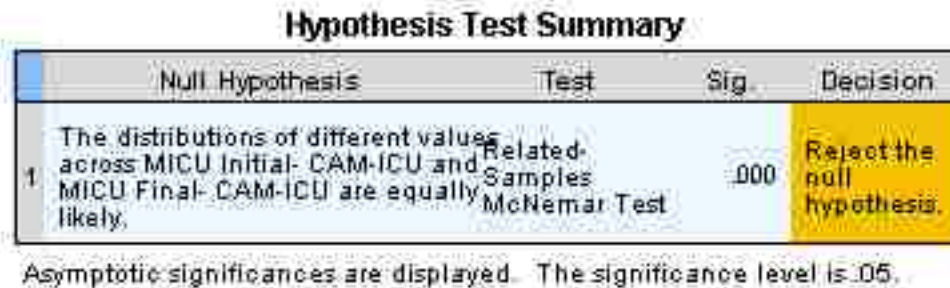 Hypothesis Test Summary
Null Hypothesis Test Sig. Decision
1
The distributions of different values
across MICU Initial- CAM-ICU and
MICU Final- CAM-ICU are equally
likely.
Related-
Samples
McNemar Test
.000
Reject the
null
hypothesis.
Asymptotic significances are displayed. The significance level is .05.